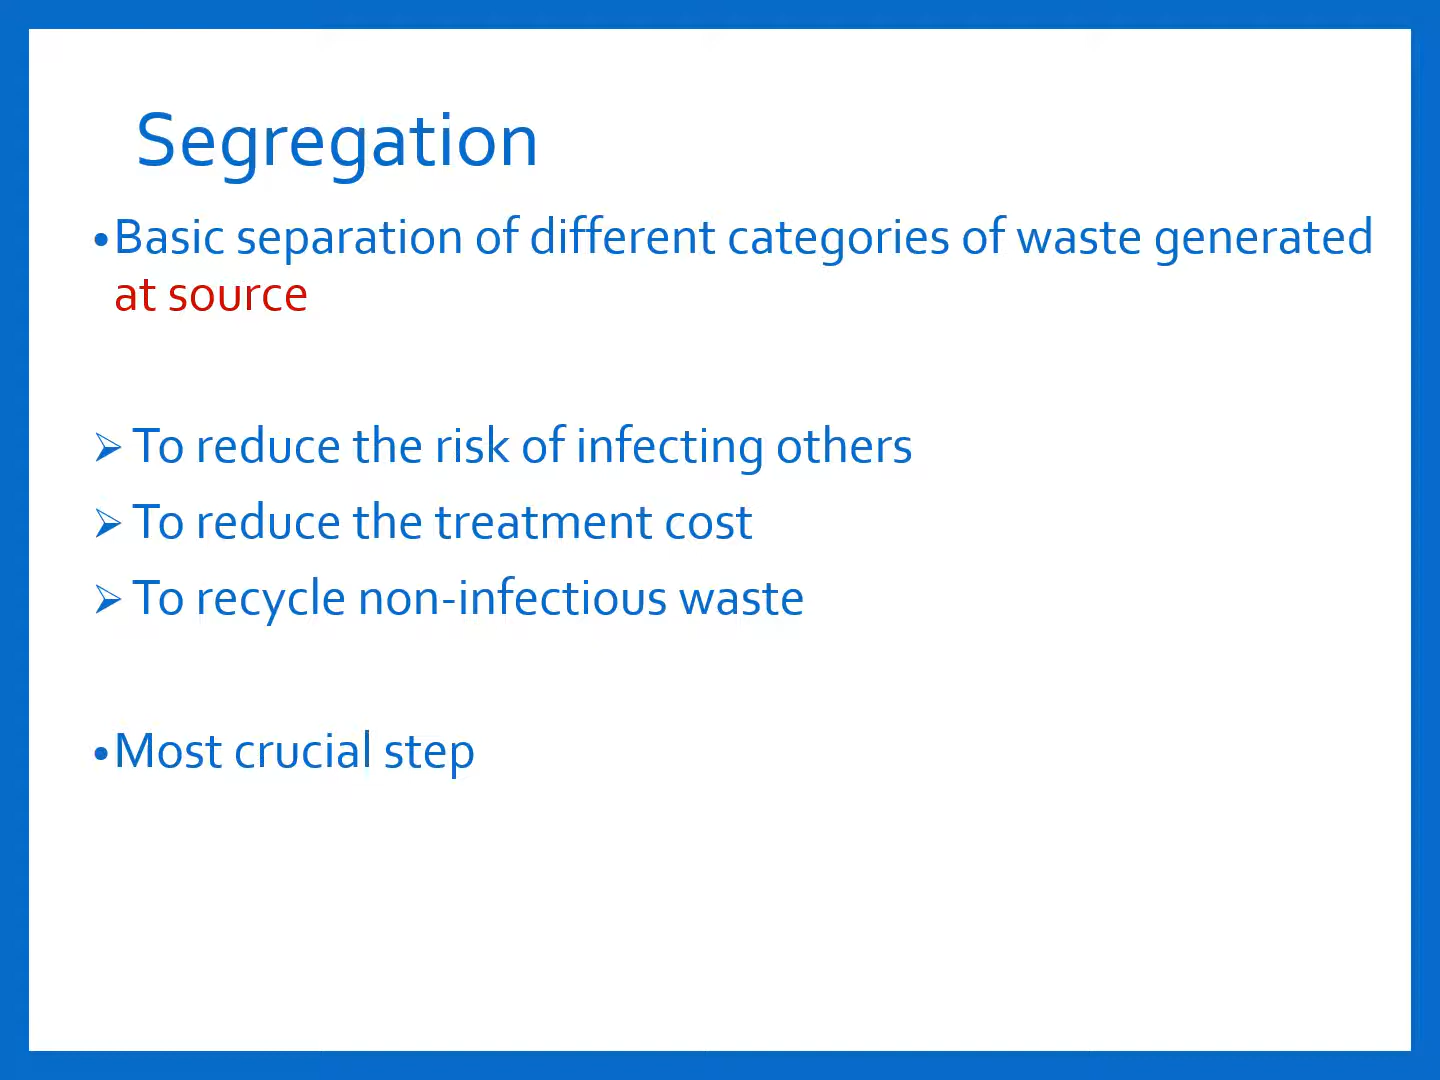 Segregation
•Basic separation of different categories of waste generated
at source
➢ To reduce the risk of infecting others
➢ To reduce the treatment cost
➢ To recycle non-infectious waste
•Most crucial step